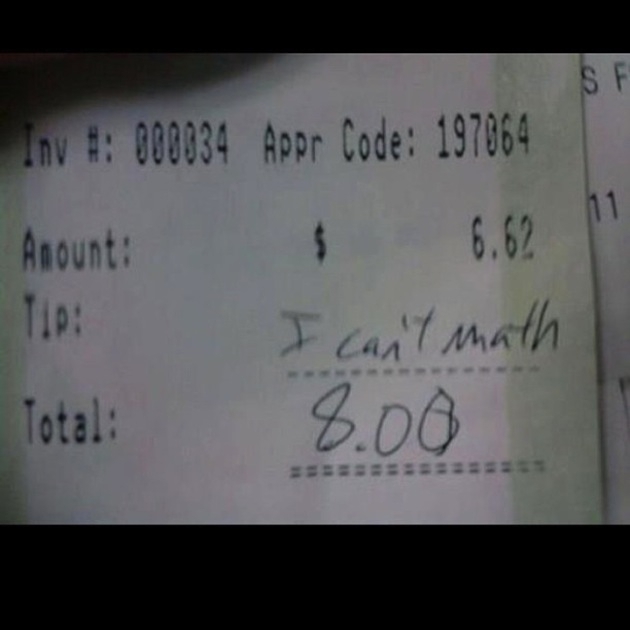 Inv #: 000034 Appr Code: 197064
Amount: $ 6.62
Tip: I can't math
Total: 8.00
S F
11